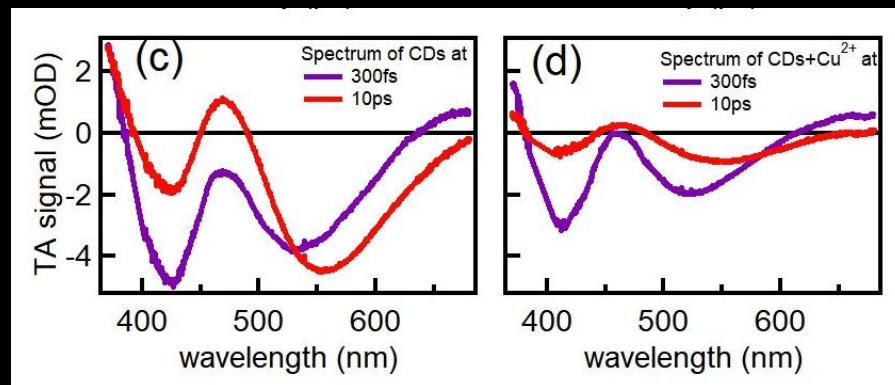 (c)
Spectrum of CDs at
300fs
10ps
(d)
Spectrum of CDs+Cu²⁺ at
300fs
10ps
TA signal (mOD)
2
0
-2
-4
400 500 600
400 500 600
wavelength (nm)
wavelength (nm)